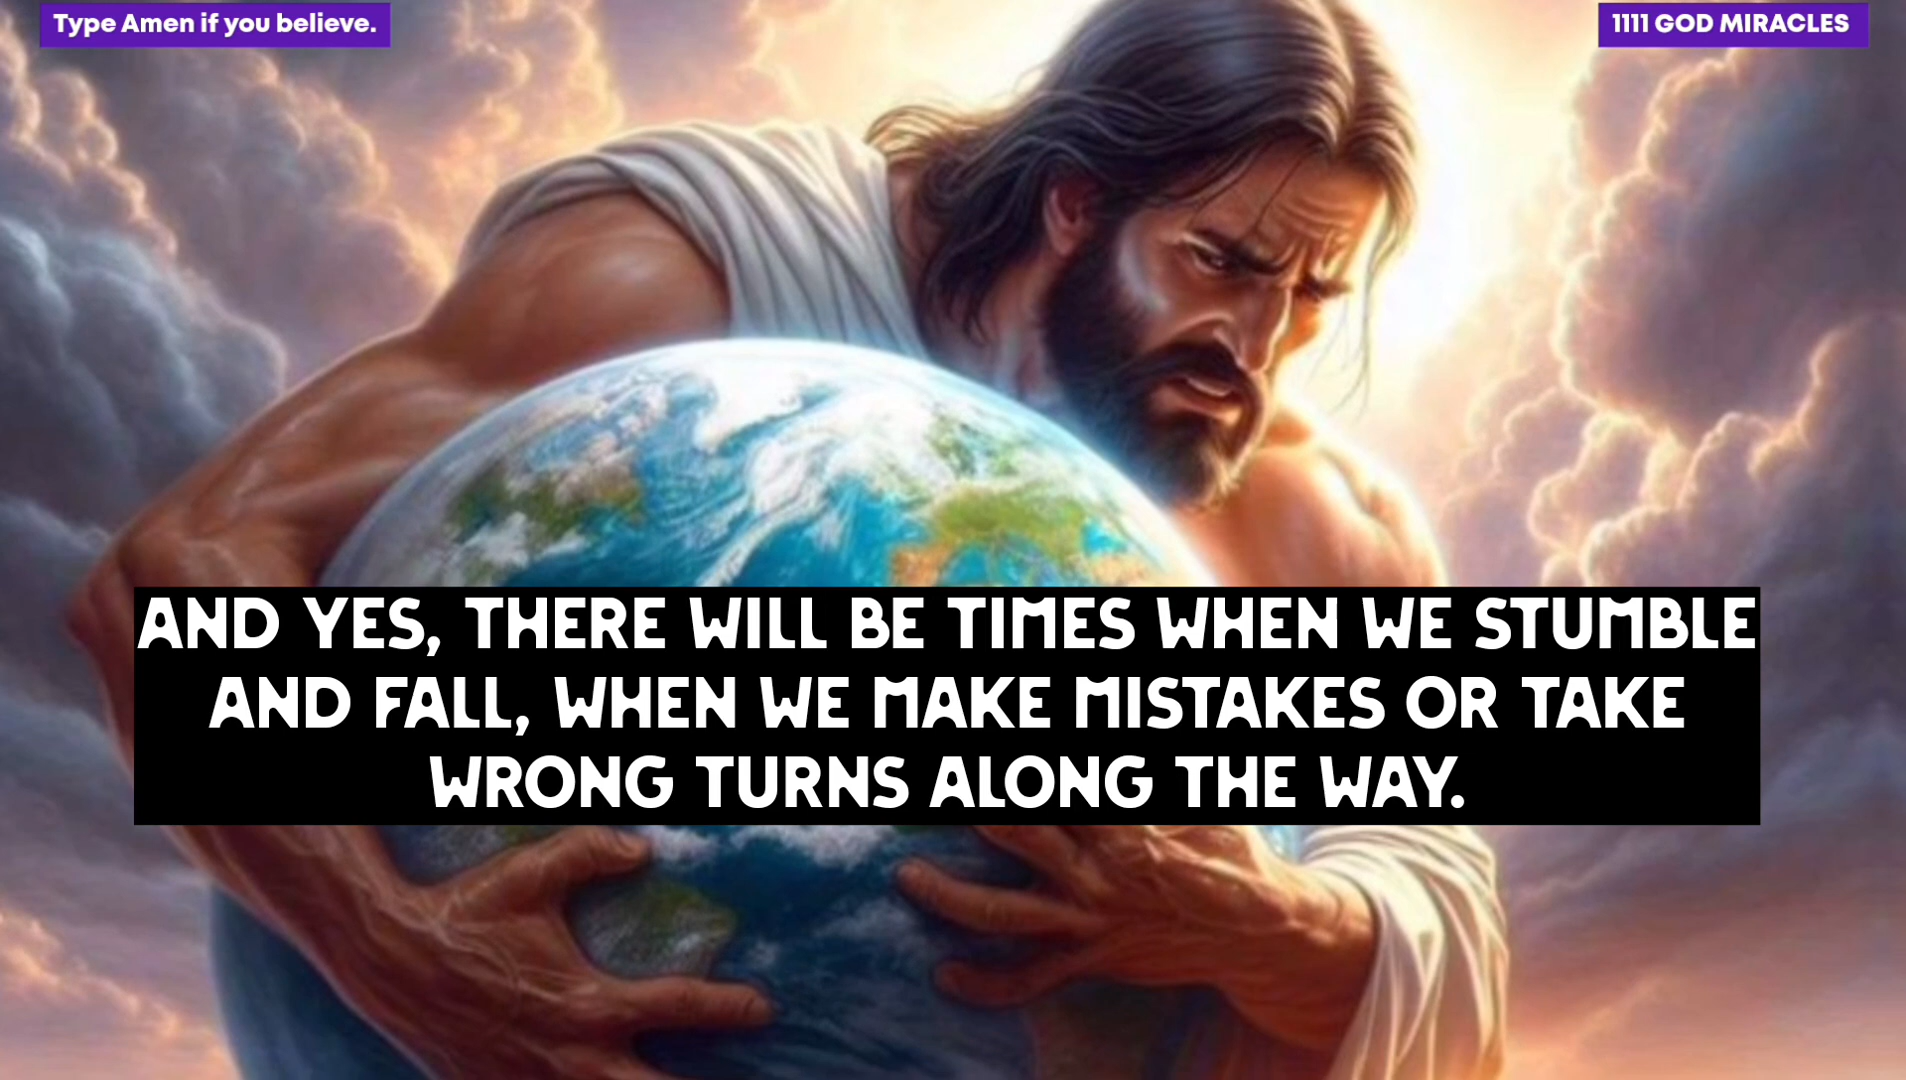 Type Amen if you believe.
1111 GOD MIRACLES
AND YES, THERE WILL BE TIMES WHEN WE STUMBLE
AND FALL, WHEN WE MAKE MISTAKES OR TAKE
WRONG TURNS ALONG THE WAY.